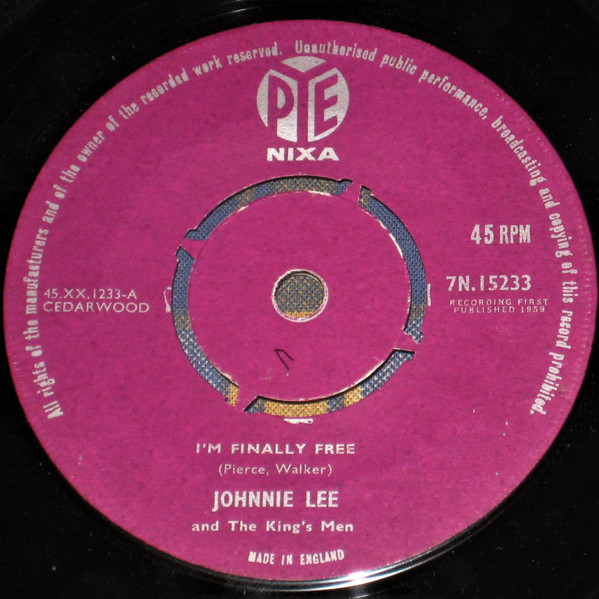 All rights of the manufacturers and of the owner of the recorded work reserved. Unauthorised public performance, broadcasting and copying of this record prohibited.
PYE
NIXA
45 RPM
45.XX.1233-A
CEDARWOOD
7N.15233
RECORDING FIRST
PUBLISHED 1959
I'M FINALLY FREE
(Pierce, Walker)
JOHNNIE LEE
and The King's Men
MADE IN ENGLAND